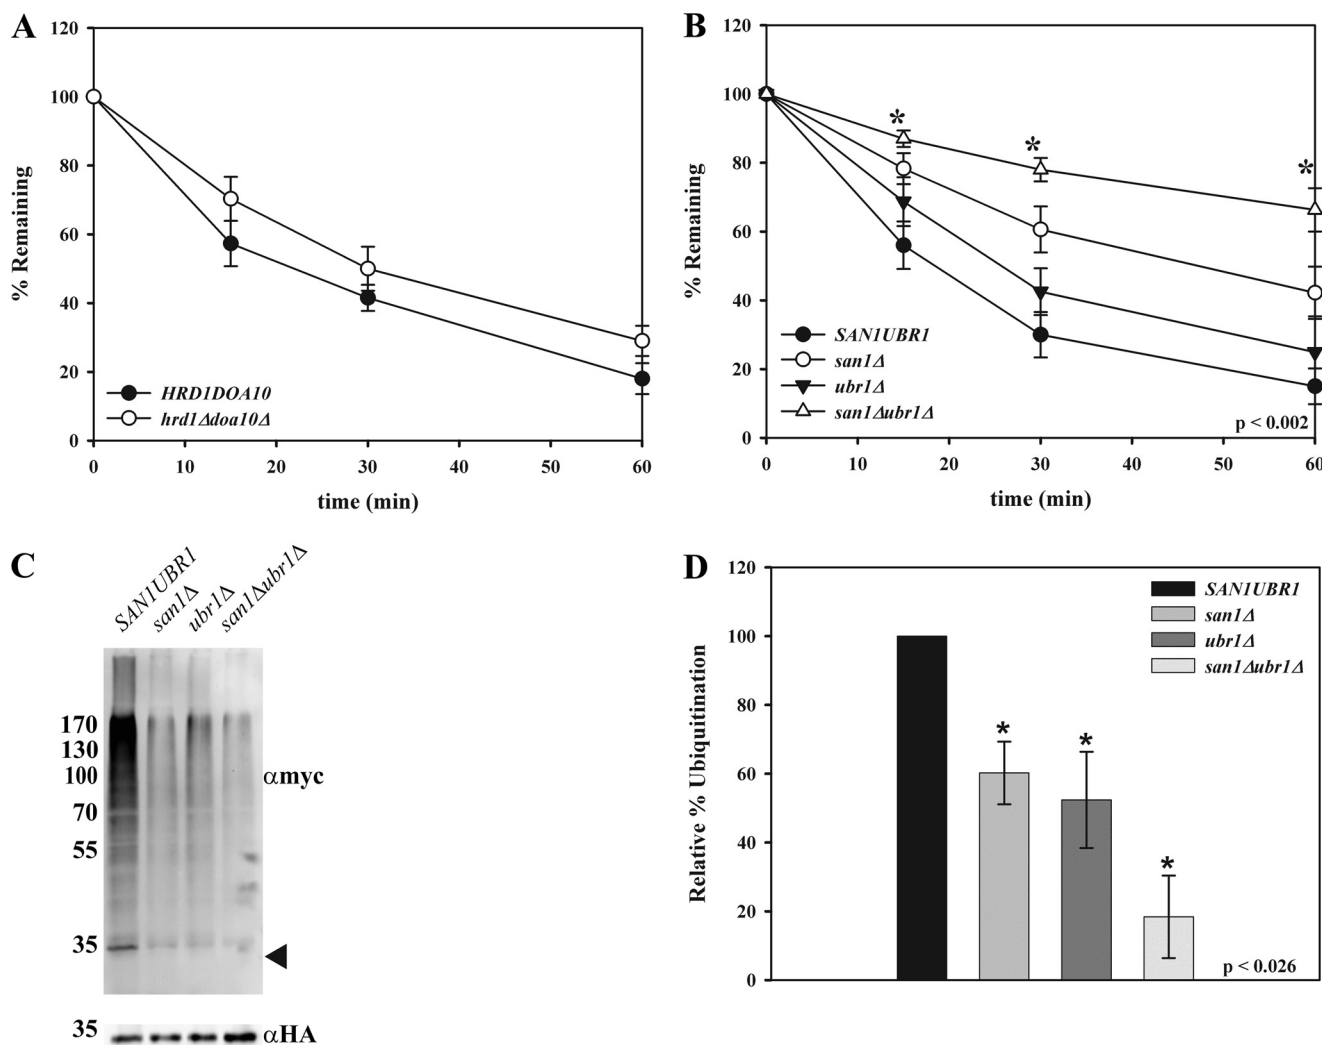 A
120
100
80
60
40
20
0
% Remaining
HRD1DOA10
hrd1Δdoa10Δ
0 10 20 30 40 50 60
time (min)
B
120
100
80
60
40
20
0
% Remaining
*
*
*
SAN1UBR1
san1Δ
ubr1Δ
san1Δubr1Δ
p < 0.002
0 10 20 30 40 50 60
time (min)
C
SAN1UBR1
san1Δ
ubr1Δ
san1Δubr1Δ
170
130
100
70
55
35
αmyc
35
αHA
D
120
100
80
60
40
20
0
Relative % Ubiquitination
SAN1UBR1
san1Δ
ubr1Δ
san1Δubr1Δ
*
*
*
p < 0.026